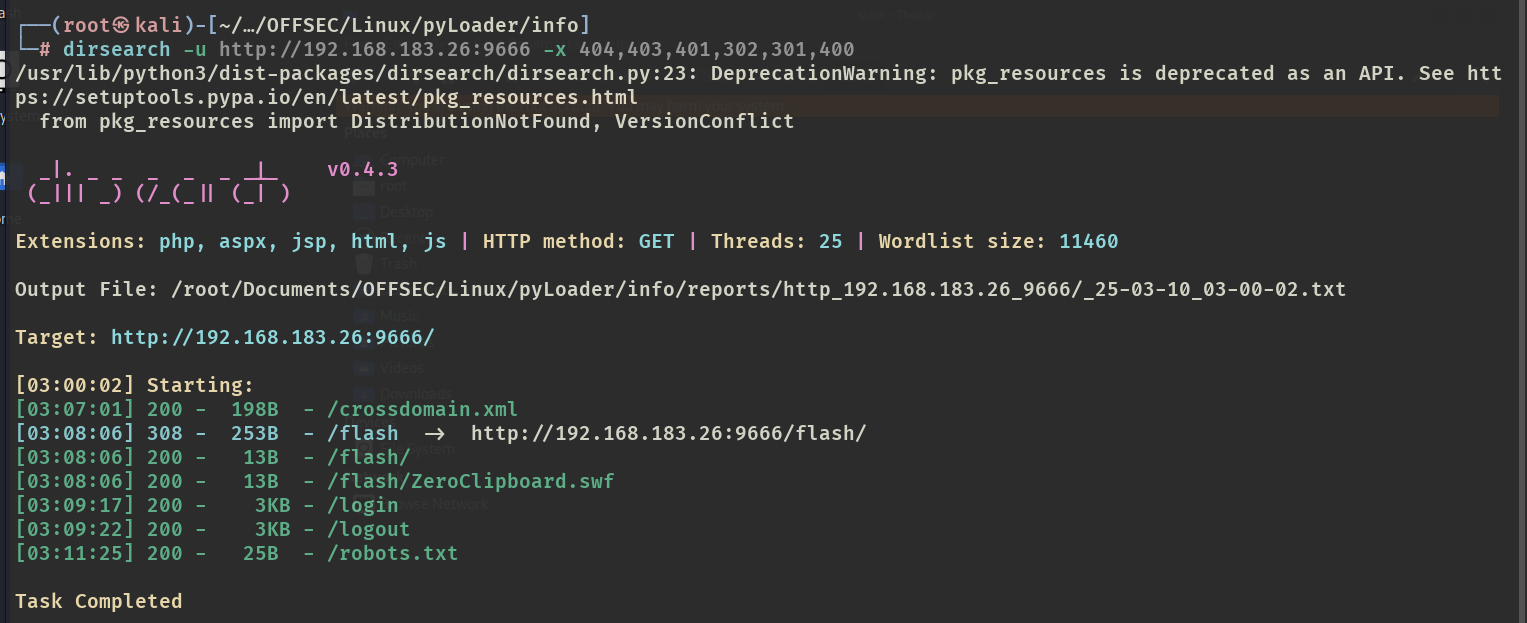 ┌──(root㉿kali)-[~/…/OFFSEC/Linux/pyLoader/info]
└─# dirsearch -u http://192.168.183.26:9666 -x 404,403,401,302,301,400
/usr/lib/python3/dist-packages/dirsearch/dirsearch.py:23: DeprecationWarning: pkg_resources is deprecated as an API. See htt
ps://setuptools.pypa.io/en/latest/pkg_resources.html
  from pkg_resources import DistributionNotFound, VersionConflict
  _|. _ _  _  _  _ _|_    v0.4.3
 (_||| _) (/_(_|| (_| )
Extensions: php, aspx, jsp, html, js | HTTP method: GET | Threads: 25 | Wordlist size: 11460
Output File: /root/Documents/OFFSEC/Linux/pyLoader/info/reports/http_192.168.183.26_9666/_25-03-10_03-00-02.txt
Target: http://192.168.183.26:9666/
[03:00:02] Starting:
[03:07:01] 200 -  198B  - /crossdomain.xml
[03:08:06] 308 -  253B  - /flash  ->  http://192.168.183.26:9666/flash/
[03:08:06] 200 -   13B  - /flash/
[03:08:06] 200 -   13B  - /flash/ZeroClipboard.swf
[03:09:17] 200 -    3KB - /login
[03:09:22] 200 -    3KB - /logout
[03:11:25] 200 -   25B  - /robots.txt
Task Completed